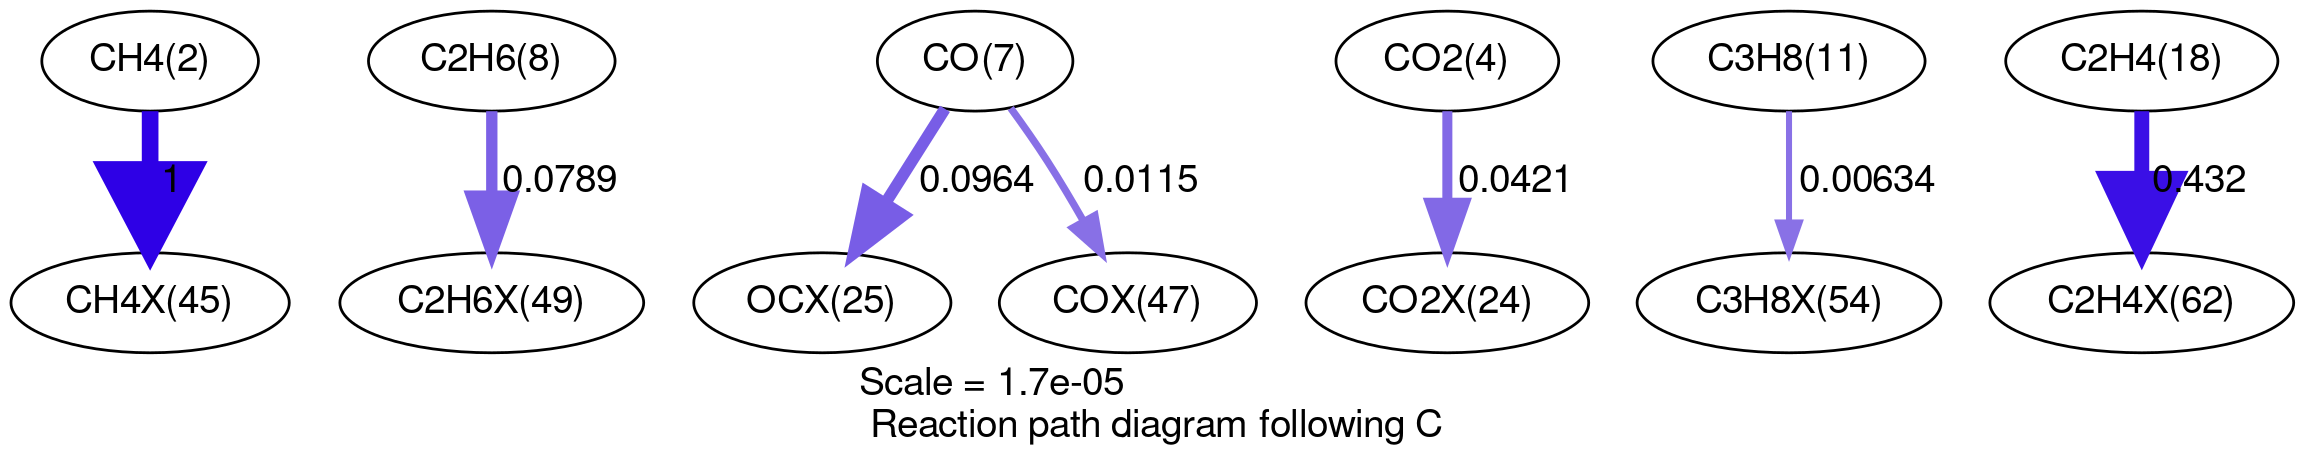 CH4(2) C2H6(8) CO(7) CO2(4) C3H8(11) C2H4(18)
1 0.0789 0.0964 0.0115 0.0421 0.00634 0.432
CH4X(45) C2H6X(49) OCX(25) COX(47) CO2X(24) C3H8X(54) C2H4X(62)
Scale = 1.7e-05
Reaction path diagram following C